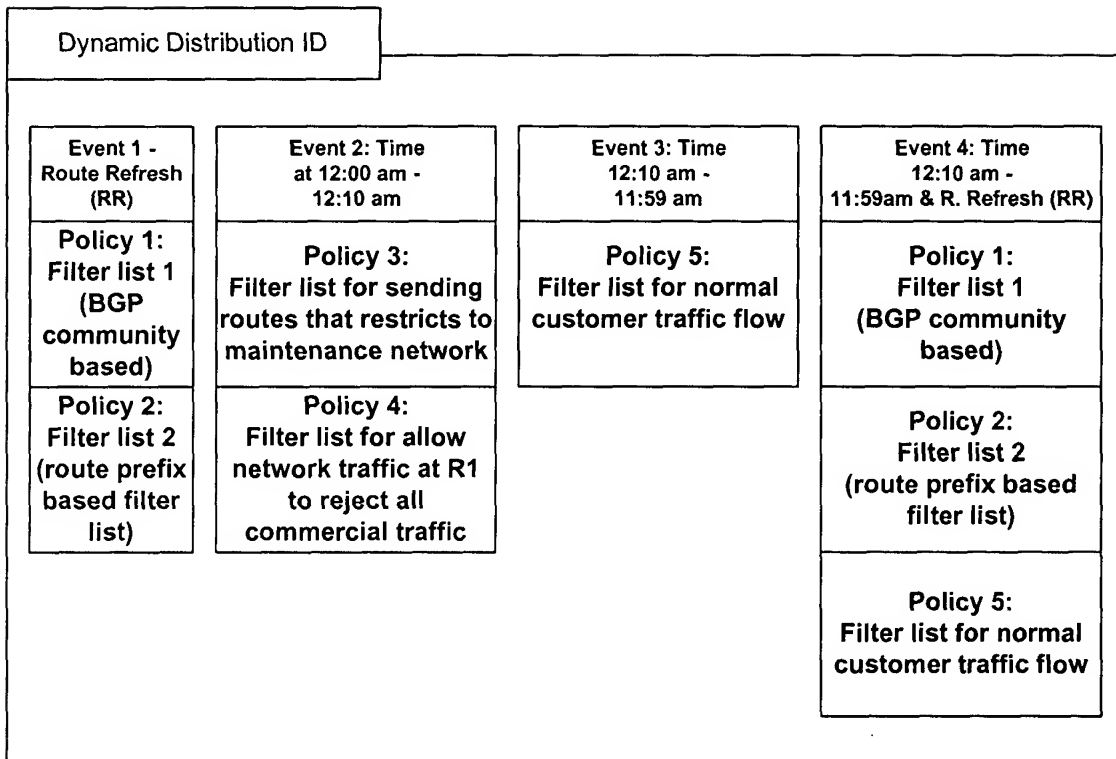 Dynamic Distribution ID
Event 1 -
Route Refresh
(RR)
Policy 1:
Filter list 1
(BGP
community
based)
Policy 2:
Filter list 2
(route prefix
based filter
list)
Event 2: Time
at 12:00 am -
12:10 am
Policy 3:
Filter list for sending
routes that restricts to
maintenance network
Policy 4:
Filter list for allow
network traffic at R1
to reject all
commercial traffic
Event 3: Time
12:10 am -
11:59 am
Policy 5:
Filter list for normal
customer traffic flow
Event 4: Time
12:10 am -
11:59am & R. Refresh (RR)
Policy 1:
Filter list 1
(BGP community
based)
Policy 2:
Filter list 2
(route prefix based
filter list)
Policy 5:
Filter list for normal
customer traffic flow